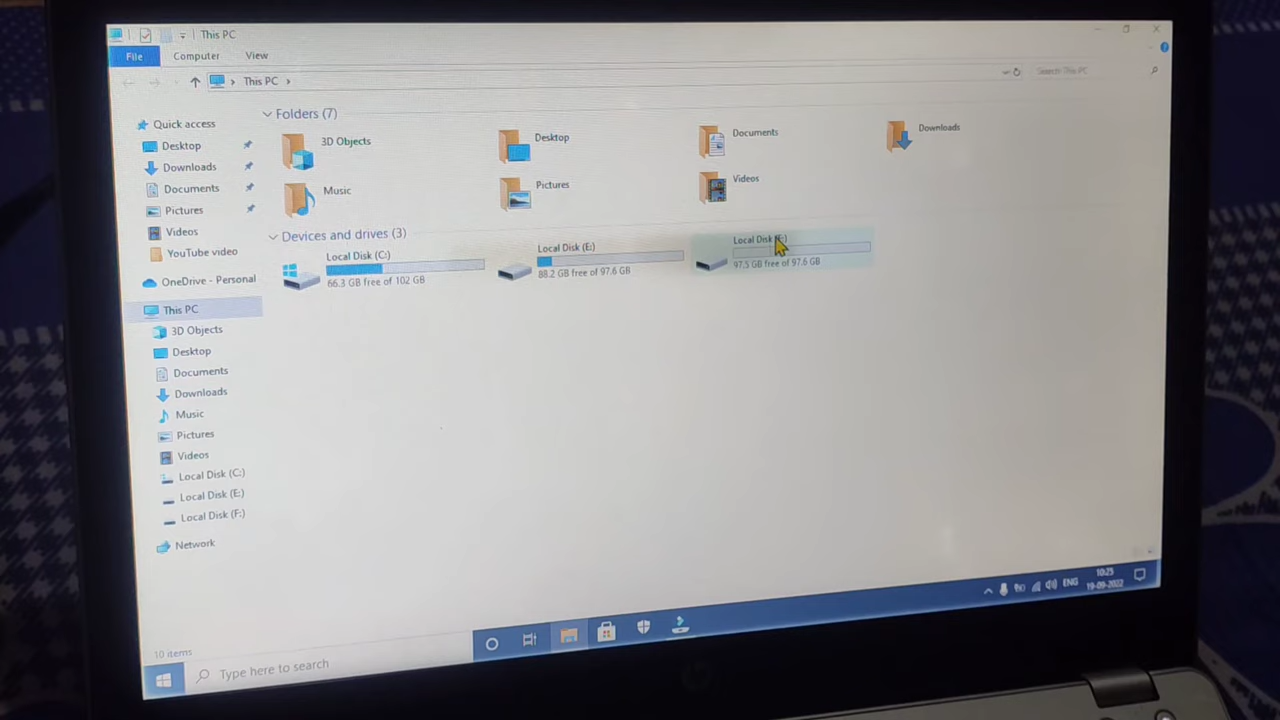 This PC
File Computer View
This PC
Search This PC
Quick access
Desktop
Downloads
Documents
Pictures
Videos
YouTube video
OneDrive - Personal
This PC
3D Objects
Desktop
Documents
Downloads
Music
Pictures
Videos
Local Disk (C:)
Local Disk (E:)
Local Disk (F:)
Network
Folders (7)
3D Objects
Desktop
Documents
Downloads
Music
Pictures
Videos
Devices and drives (3)
Local Disk (C:)
66.3 GB free of 102 GB
Local Disk (E:)
88.2 GB free of 97.6 GB
Local Disk
97.5 GB free of 97.6 GB
10 items
Type here to search
ENG
10:25
19-09-2022